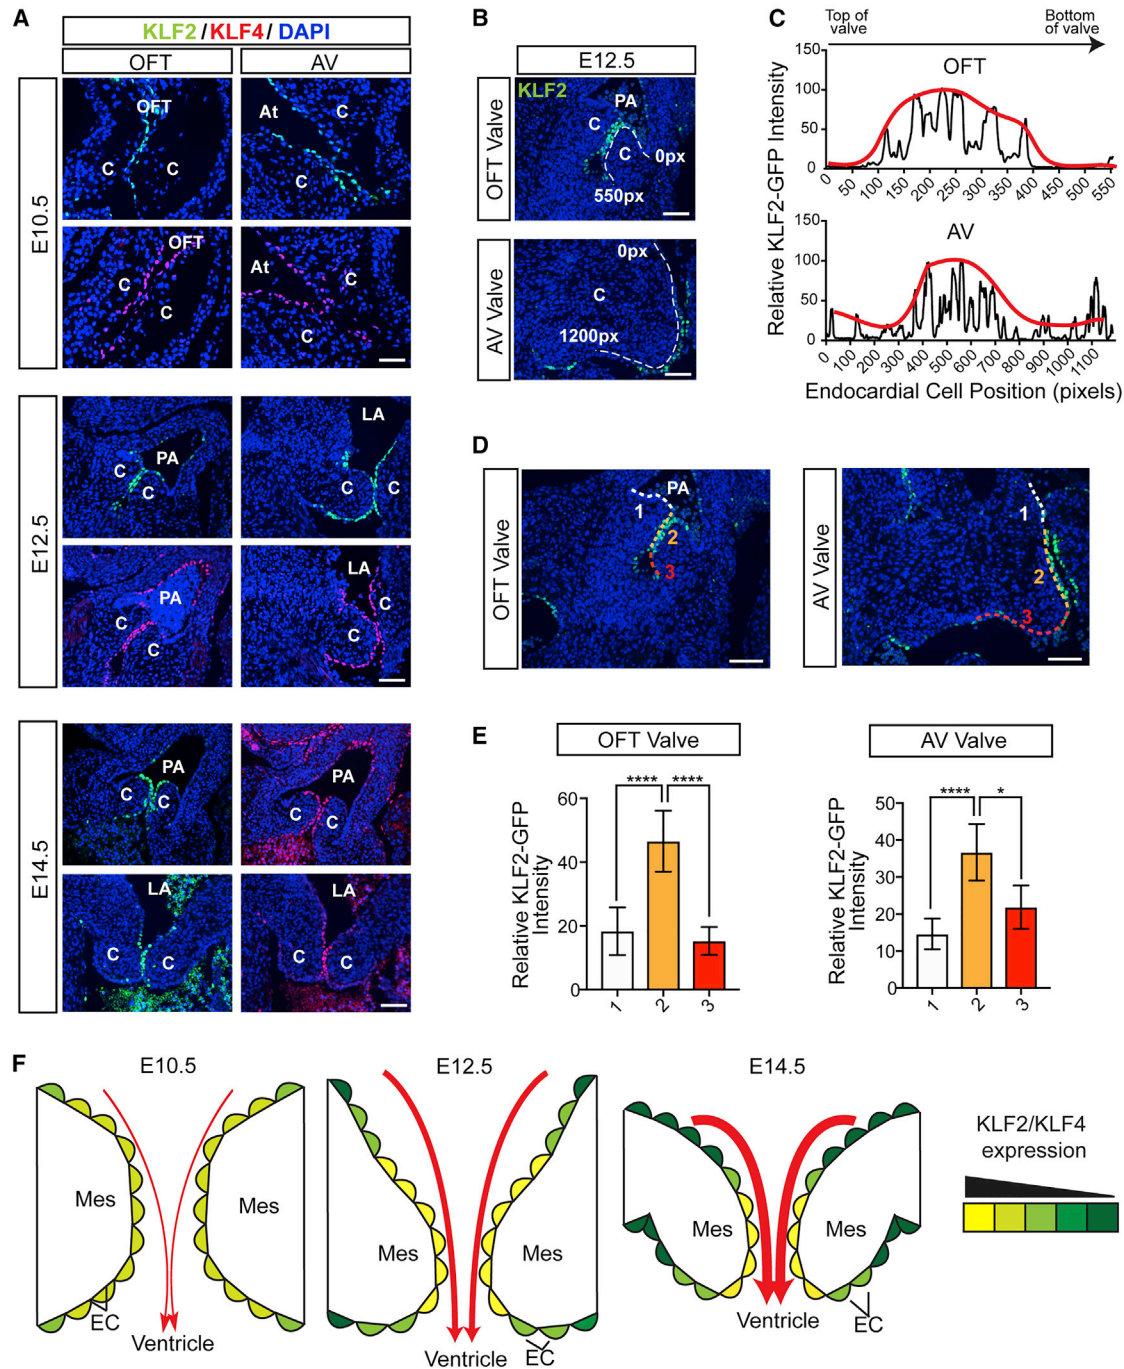 A
KLF2 / KLF4 / DAPI
OFT
AV
E10.5
OFT
C
C
At
C
C
OFT
C
C
At
C
C
E12.5
PA
C
C
LA
C
C
PA
C
C
LA
C
C
E14.5
PA
C
C
PA
C
C
LA
C
C
LA
C
C
B
E12.5
OFT Valve
KLF2
PA
C
C
0px
550px
AV Valve
0px
C
1200px
C
Top of valve
Bottom of valve
Relative KLF2-GFP Intensity
OFT
150
100
50
0
0 50 100 150 200 250 300 350 400 450 500 550
AV
150
100
50
0
0 100 200 300 400 500 600 700 800 900 1000 1100
Endocardial Cell Position (pixels)
D
OFT Valve
PA
1
2
3
AV Valve
1
2
3
E
OFT Valve
Relative KLF2-GFP Intensity
60
40
20
0
**** ****
1 2 3
AV Valve
Relative KLF2-GFP Intensity
50
40
30
20
10
0
**** *
1 2 3
F
E10.5
Mes
Mes
EC
Ventricle
E12.5
Mes
Mes
Ventricle
EC
E14.5
Mes
Mes
Ventricle
EC
KLF2/KLF4
expression